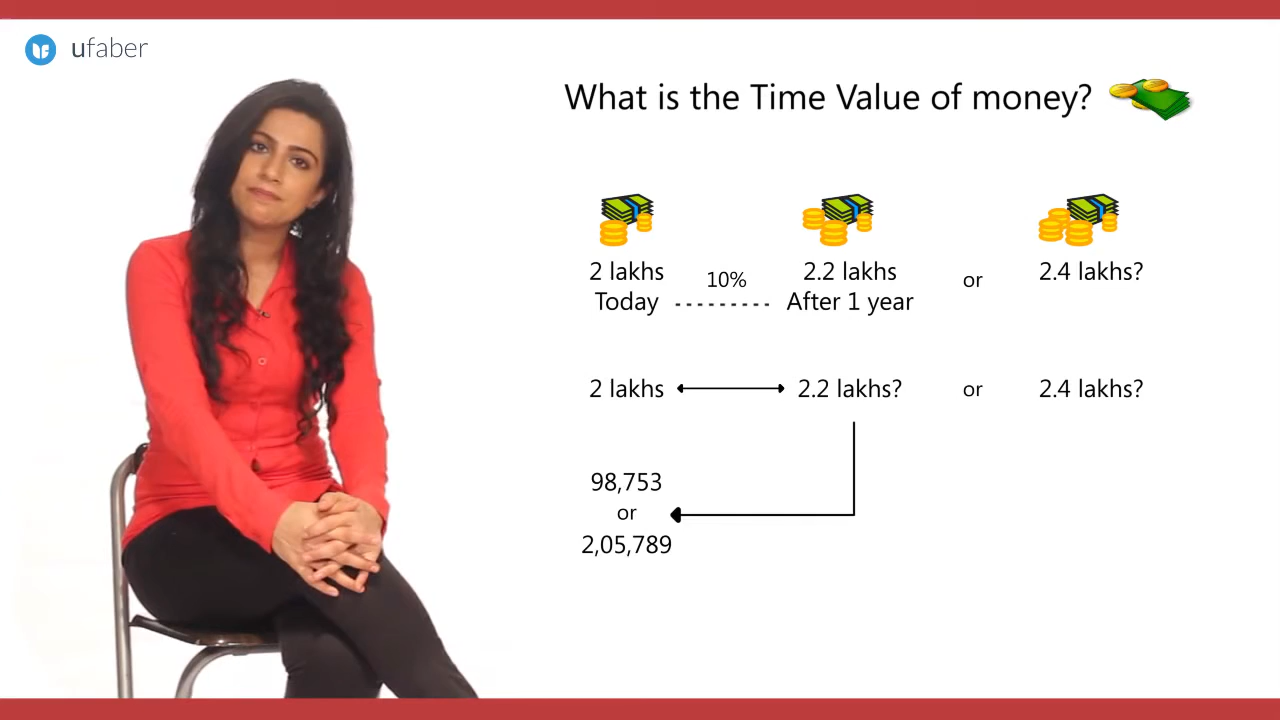 ufaber
What is the Time Value of money?
2 lakhs 10% 2.2 lakhs or 2.4 lakhs?
Today After 1 year
2 lakhs 2.2 lakhs? or 2.4 lakhs?
98,753
or
2,05,789